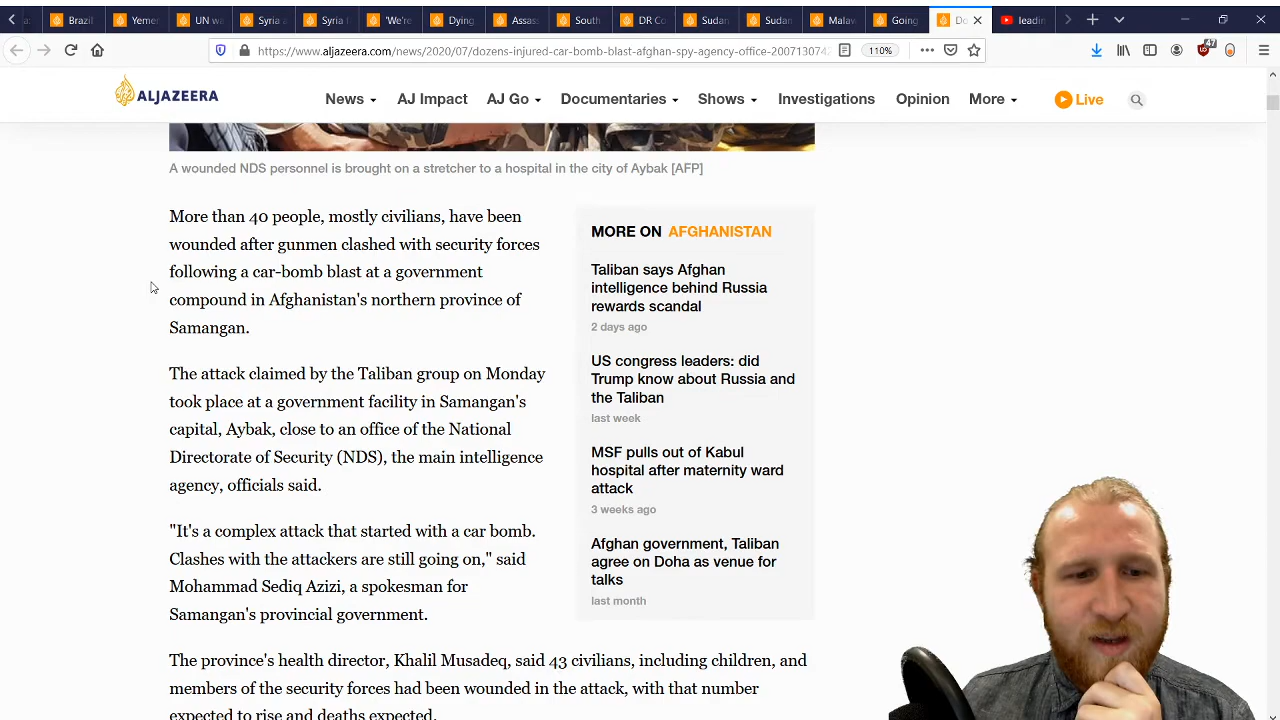 Brazil
Yemer
UN wa
Syria a
Syria f
'We're
Dying
Assas
South
DR Co
Sudan
Sudan
Malaw
Going
Do
leadin
https://www.aljazeera.com/news/2020/07/dozens-injured-car-bomb-blast-afghan-spy-agency-office-200713074
110%
47
ALJAZEERA
News
AJ Impact
AJ Go
Documentaries
Shows
Investigations
Opinion
More
Live
A wounded NDS personnel is brought on a stretcher to a hospital in the city of Aybak [AFP]
More than 40 people, mostly civilians, have been
wounded after gunmen clashed with security forces
following a car-bomb blast at a government
compound in Afghanistan's northern province of
Samangan.
The attack claimed by the Taliban group on Monday
took place at a government facility in Samangan's
capital, Aybak, close to an office of the National
Directorate of Security (NDS), the main intelligence
agency, officials said.
"It's a complex attack that started with a car bomb.
Clashes with the attackers are still going on," said
Mohammad Sediq Azizi, a spokesman for
Samangan's provincial government.
The province's health director, Khalil Musadeq, said 43 civilians, including children, and
members of the security forces had been wounded in the attack, with that number
expected to rise and deaths expected.
MORE ON AFGHANISTAN
Taliban says Afghan
intelligence behind Russia
rewards scandal
2 days ago
US congress leaders: did
Trump know about Russia and
the Taliban
last week
MSF pulls out of Kabul
hospital after maternity ward
attack
3 weeks ago
Afghan government, Taliban
agree on Doha as venue for
talks
last month